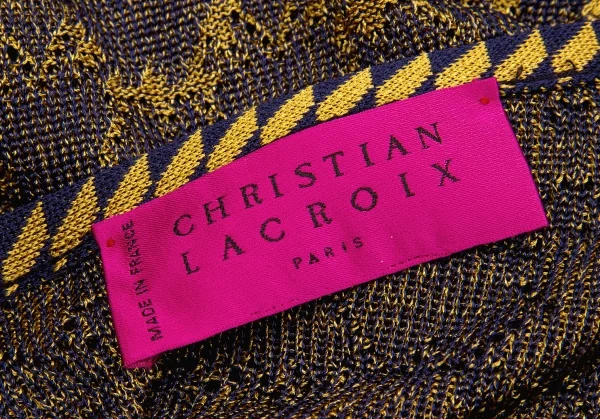 CHRISTIAN
LACROIX
PARIS
MADE IN FRANCE